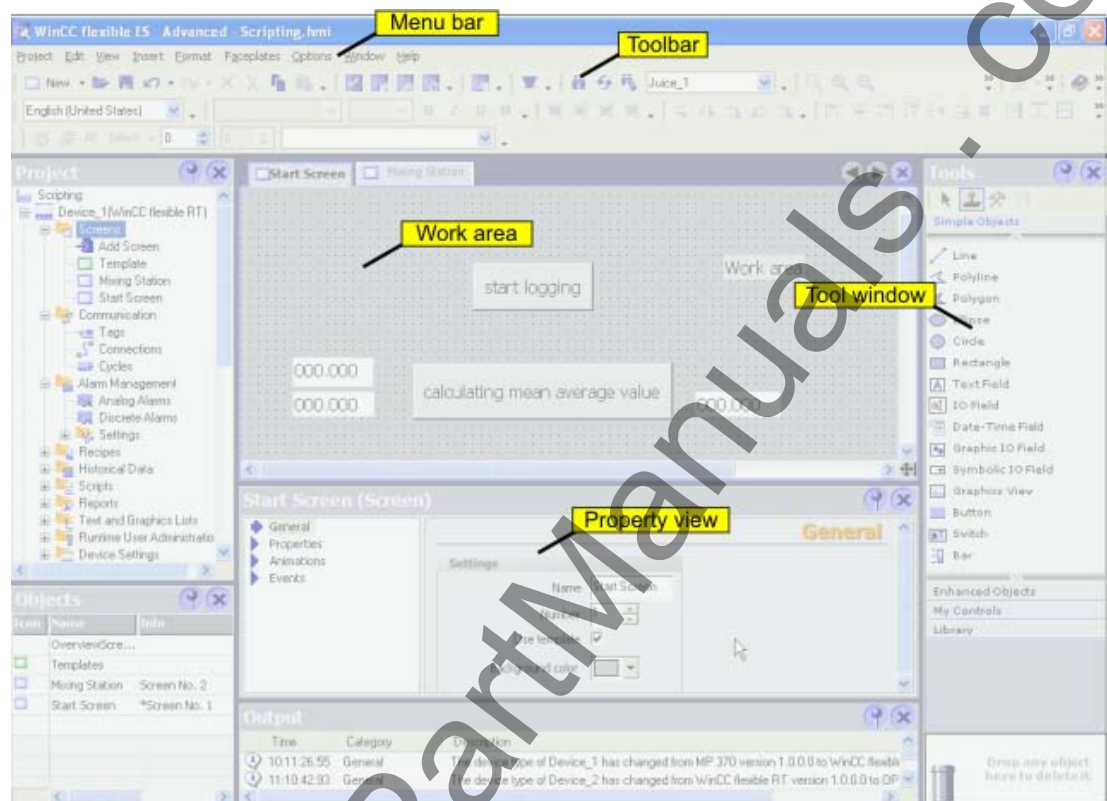 WinCC flexible ES Advanced - Scripting.hmi
Menu bar
Project Edit View Insert Format Faceplates Options Window Help
Toolbar
New
Juice_1
English (United States)
0
Project
Scripting
Device_1(WinCC flexible RT)
Screens
Add Screen
Template
Mixing Station
Start Screen
Communication
Tags
Connections
Cycles
Alarm Management
Analog Alarms
Discrete Alarms
Settings
Recipes
Historical Data
Scripts
Reports
Text and Graphics Lists
Runtime User Administratio
Device Settings
Start Screen
Mixing Station
Work area
start logging
Work area
000.000
calculating mean average value
000.000
000.000
Tools
Simple Objects
Line
Polyline
Tool window
Polygon
Ellipse
Circle
Rectangle
Text Field
IO Field
Date-Time Field
Graphic IO Field
Symbolic IO Field
Graphics View
Button
Switch
Bar
Enhanced Objects
My Controls
Library
Drop any object
here to delete it.
Start Screen (Screen)
Property view
General
General
Properties
Animations
Events
Settings
Name Start Screen
Number
Use template
Background color
Objects
Icon Name Info
OverviewScre...
Templates
Mixing Station Screen No. 2
Start Screen *Screen No. 1
Output
Time Category Description
10:11:26.55 General The device type of Device_1 has changed from MP 370 version 1.0.0.0 to WinCC flexible
11:10:42.93 General The device type of Device_2 has changed from WinCC flexible RT version 1.0.0.0 to OP